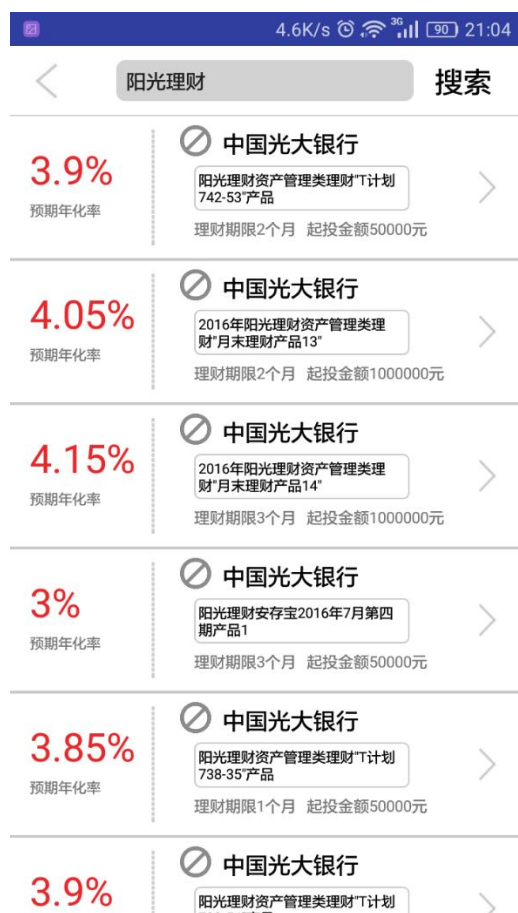 4.6K/s 3G 90 21:04
阳光理财 搜索
中国光大银行
3.9%
阳光理财资产管理类理财"T计划
742-53"产品
预期年化率
理财期限2个月 起投金额50000元
中国光大银行
4.05%
2016年阳光理财资产管理类理
财"月末理财产品13"
预期年化率
理财期限2个月 起投金额1000000元
中国光大银行
4.15%
2016年阳光理财资产管理类理
财"月末理财产品14"
预期年化率
理财期限3个月 起投金额1000000元
中国光大银行
3%
阳光理财安存宝2016年7月第四
期产品1
预期年化率
理财期限3个月 起投金额50000元
中国光大银行
3.85%
阳光理财资产管理类理财"T计划
738-35"产品
预期年化率
理财期限1个月 起投金额50000元
中国光大银行
3.9%
阳光理财资产管理类理财"T计划